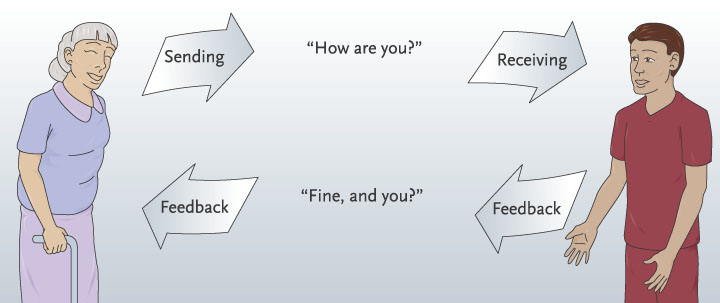 Sending
“How are you?”
Receiving
Feedback
“Fine, and you?”
Feedback